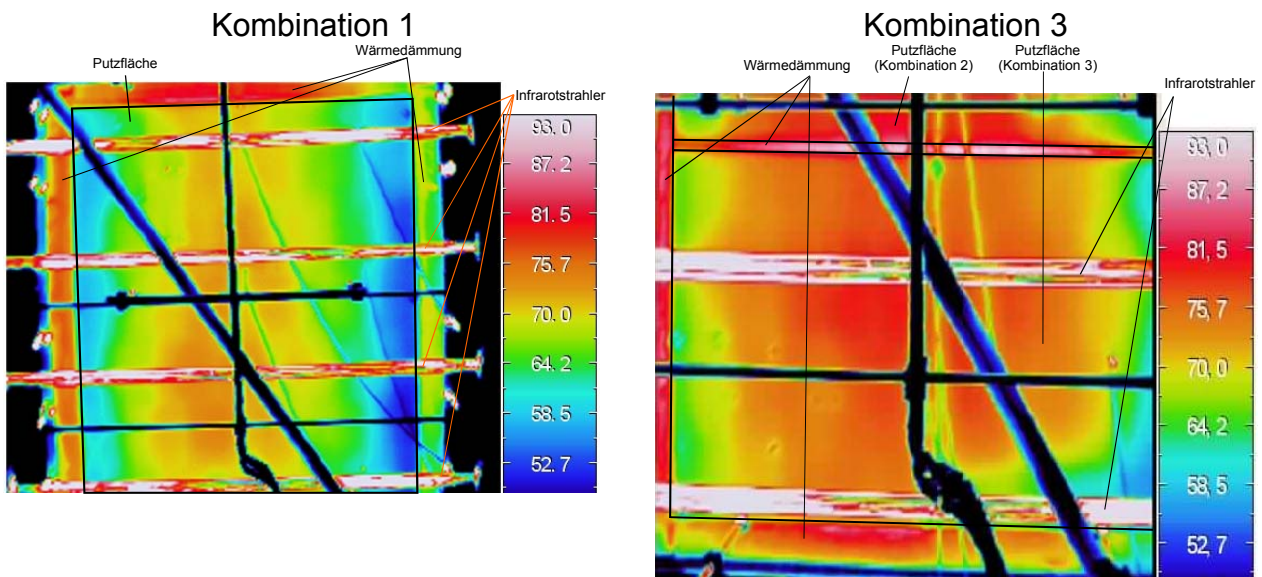 Kombination 1
Wärmedämmung
Putzfläche
Infrarotstrahler
93, 0
87. 2
81. 5
75. 7
70. 0
64. 2
58. 5
52. 7
Kombination 3
Putzfläche
(Kombination 2)
Putzfläche
(Kombination 3)
Wärmedämmung
Infrarotstrahler
93, 0
87, 2
81, 5
75, 7
70, 0
64, 2
58, 5
52, 7